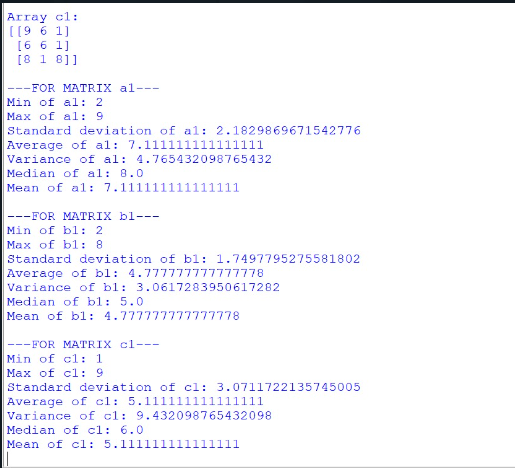 Array c1:
[[9 6 1]
 [6 6 1]
 [8 1 8]]
---FOR MATRIX a1---
Min of a1: 2
Max of a1: 9
Standard deviation of a1: 2.1829869671542776
Average of a1: 7.111111111111111
Variance of a1: 4.765432098765432
Median of a1: 8.0
Mean of a1: 7.111111111111111
---FOR MATRIX b1---
Min of b1: 2
Max of b1: 8
Standard deviation of b1: 1.7497795275581802
Average of b1: 4.777777777777778
Variance of b1: 3.0617283950617282
Median of b1: 5.0
Mean of b1: 4.777777777777778
---FOR MATRIX c1---
Min of c1: 1
Max of c1: 9
Standard deviation of c1: 3.0711722135745005
Average of c1: 5.111111111111111
Variance of c1: 9.432098765432098
Median of c1: 6.0
Mean of c1: 5.111111111111111